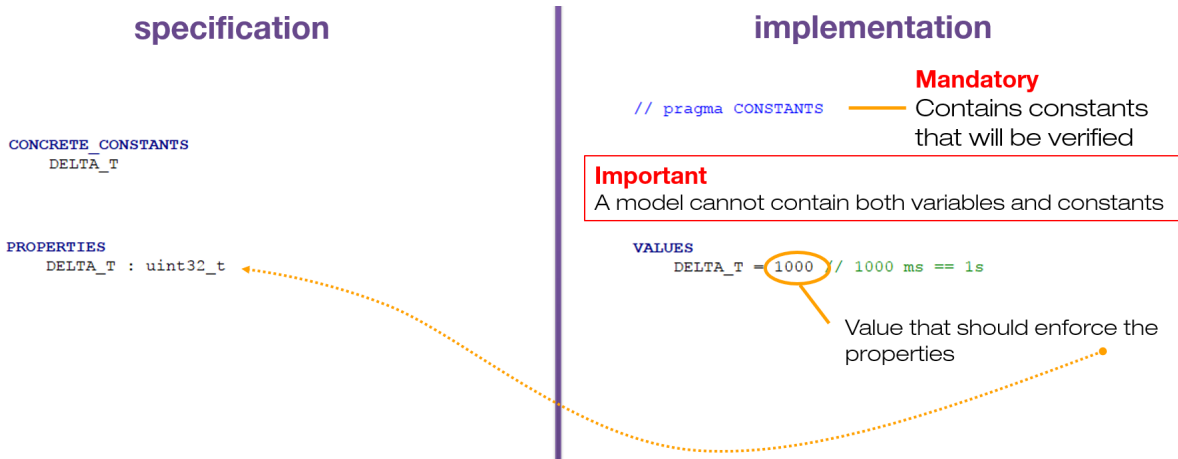 specification
CONCRETE_CONSTANTS
DELTA_T
PROPERTIES
DELTA_T : uint32_t
implementation
// pragma CONSTANTS
Mandatory
Contains constants
that will be verified
Important
A model cannot contain both variables and constants
VALUES
DELTA_T = 1000 // 1000 ms == 1s
Value that should enforce the
properties